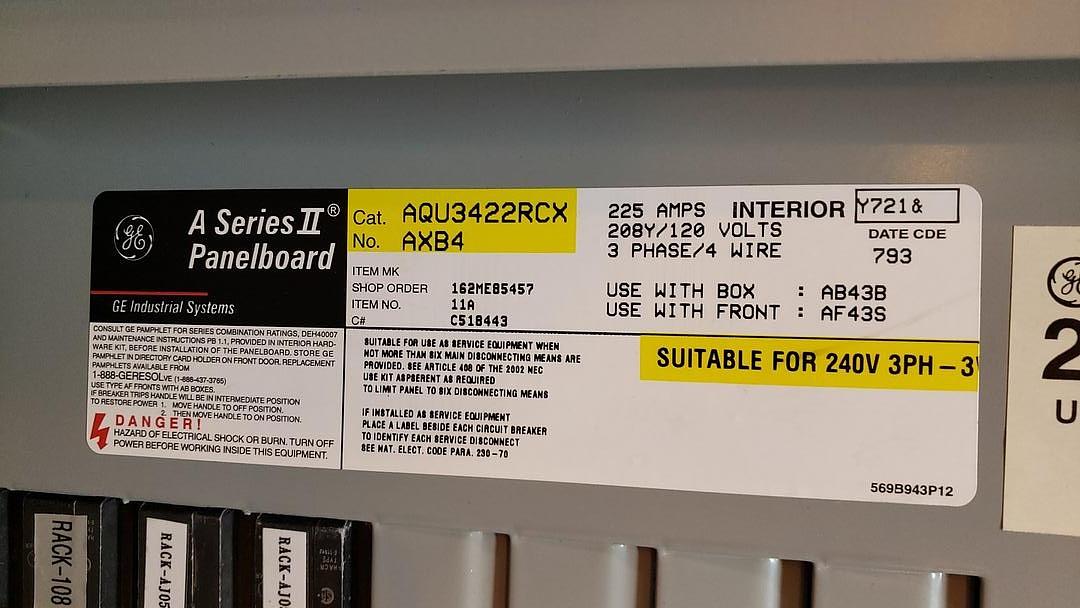 A Series II® Panelboard
GE Industrial Systems
CONSULT GE PAMPHLET FOR SERIES COMBINATION RATINGS, DEH40007
AND MAINTENANCE INSTRUCTIONS PB 1.1, PROVIDED IN INTERIOR HARD-
WARE KIT, BEFORE INSTALLATION OF THE PANELBOARD. STORE GE
PAMPHLET IN DIRECTORY CARD HOLDER ON FRONT DOOR. REPLACEMENT
PAMPHLETS AVAILABLE FROM
1-888-GERESOLVE (1-888-437-3765)
USE TYPE AF FRONTS WITH AB BOXES.
IF BREAKER TRIPS HANDLE WILL BE IN INTERMEDIATE POSITION
TO RESTORE POWER 1. MOVE HANDLE TO OFF POSITION.
2. THEN MOVE HANDLE TO ON POSITION.
DANGER!
HAZARD OF ELECTRICAL SHOCK OR BURN. TURN OFF
POWER BEFORE WORKING INSIDE THIS EQUIPMENT.
Cat. AQU3422RCX
No. AXB4
ITEM MK
SHOP ORDER 162ME85457
ITEM NO. 11A
C# C518443
225 AMPS INTERIOR Y721&
208Y/120 VOLTS DATE CDE
3 PHASE/4 WIRE 793
USE WITH BOX : AB43B
USE WITH FRONT : AF43S
SUITABLE FOR USE AS SERVICE EQUIPMENT WHEN
NOT MORE THAN SIX MAIN DISCONNECTING MEANS ARE
PROVIDED. SEE ARTICLE 408 OF THE 2002 NEC
USE KIT ASPSERENT AS REQUIRED
TO LIMIT PANEL TO SIX DISCONNECTING MEANS
IF INSTALLED AS SERVICE EQUIPMENT
PLACE A LABEL BESIDE EACH CIRCUIT BREAKER
TO IDENTIFY EACH SERVICE DISCONNECT
SEE NAT. ELECT. CODE PARA. 230-70
SUITABLE FOR 240V 3PH – 3
569B943P12
2
U
RACK-108
RACK-AJ05
RACK-AJ0